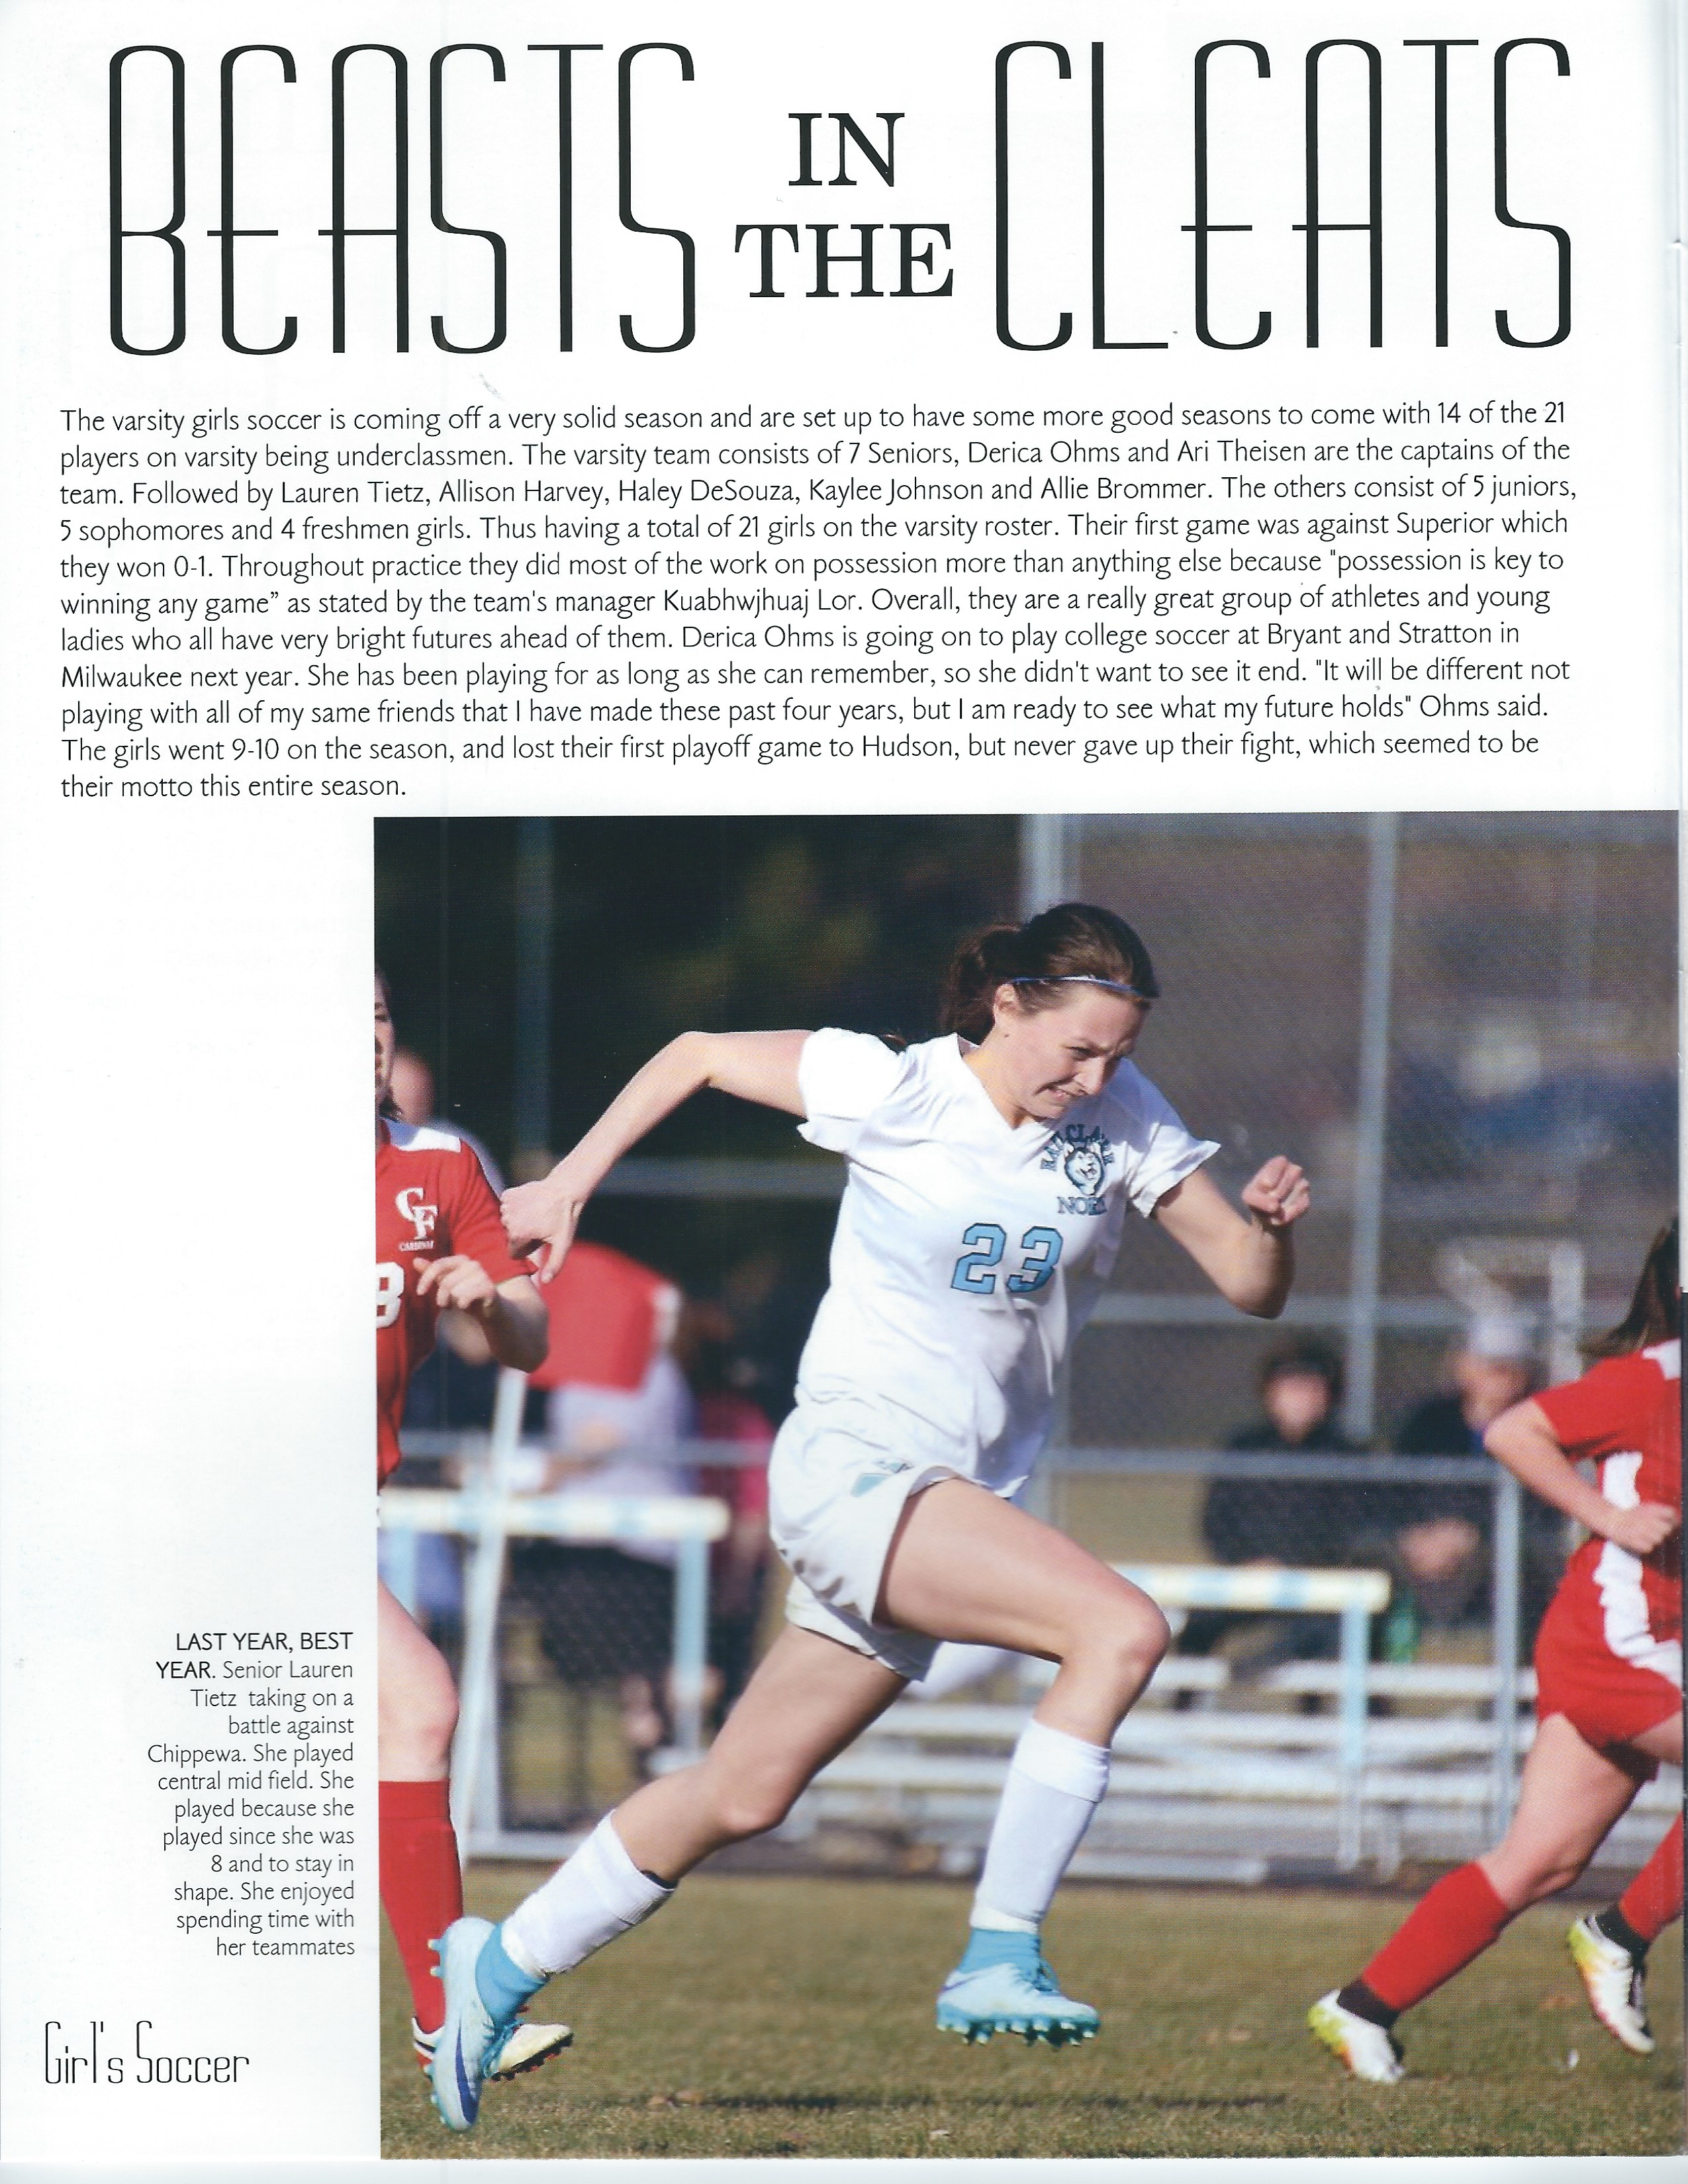 BEASTS IN THE CLEATS
The varsity girls soccer is coming off a very solid season and are set up to have some more good seasons to come with 14 of the 21
players on varsity being underclassmen. The varsity team consists of 7 Seniors, Derica Ohms and Ari Theisen are the captains of the
team. Followed by Lauren Tietz, Allison Harvey, Haley DeSouza, Kaylee Johnson and Allie Brommer. The others consist of 5 juniors,
5 sophomores and 4 freshmen girls. Thus having a total of 21 girls on the varsity roster. Their first game was against Superior which
they won 0-1. Throughout practice they did most of the work on possession more than anything else because "possession is key to
winning any game” as stated by the team's manager Kuabhwjhuaj Lor. Overall, they are a really great group of athletes and young
ladies who all have very bright futures ahead of them. Derica Ohms is going on to play college soccer at Bryant and Stratton in
Milwaukee next year. She has been playing for as long as she can remember, so she didn't want to see it end. "It will be different not
playing with all of my same friends that I have made these past four years, but I am ready to see what my future holds" Ohms said.
The girls went 9-10 on the season, and lost their first playoff game to Hudson, but never gave up their fight, which seemed to be
their motto this entire season.
CF
23
LAST YEAR, BEST
YEAR. Senior Lauren
Tietz taking on a
battle against
Chippewa. She played
central mid field. She
played because she
played since she was
8 and to stay in
shape. She enjoyed
spending time with
her teammates
Girl's Soccer